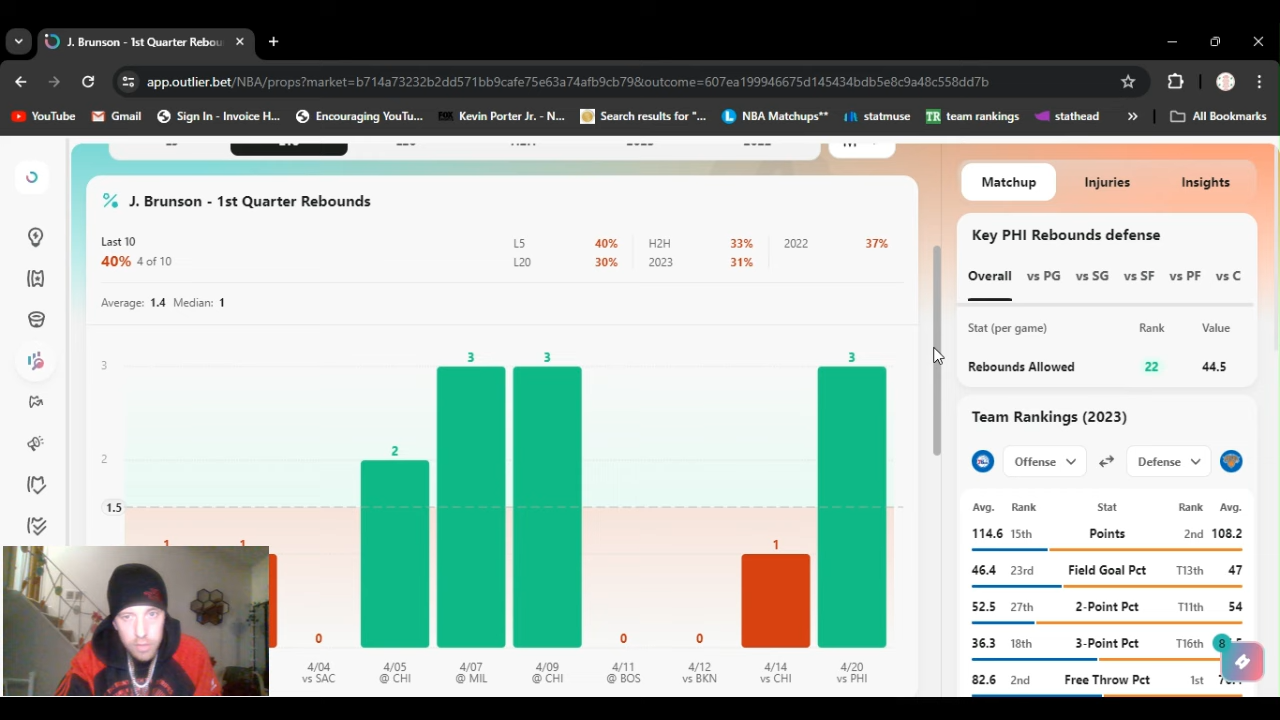 J. Brunson - 1st Quarter Rebou
app.outlier.bet/NBA/props?market=b714a73232b2dd571bb9cafe75e63a74afb9cb79&outcome=607ea199946675d145434bdb5e8c9a48c558dd7b
YouTube Gmail Sign In - Invoice H... Encouraging YouTu... Kevin Porter Jr. - N... Search results for "... NBA Matchups** statmuse team rankings stathead » All Bookmarks
Matchup Injuries Insights
J. Brunson - 1st Quarter Rebounds
Last 10
40% 4 of 10
L5 40% H2H 33% 2022 37%
L20 30% 2023 31%
Average: 1.4 Median: 1
3
2
1.5
1 1 0 2 3 3 0 0 1 3
4/04 4/05 4/07 4/09 4/11 4/12 4/14 4/20
vs SAC @ CHI @ MIL @ CHI @ BOS vs BKN vs CHI vs PHI
Key PHI Rebounds defense
Overall vs PG vs SG vs SF vs PF vs C
Stat (per game) Rank Value
Rebounds Allowed 22 44.5
Team Rankings (2023)
Offense Defense
Avg. Rank Stat Rank Avg.
114.6 15th Points 2nd 108.2
46.4 23rd Field Goal Pct T13th 47
52.5 27th 2-Point Pct T11th 54
36.3 18th 3-Point Pct T16th
82.6 2nd Free Throw Pct 1st